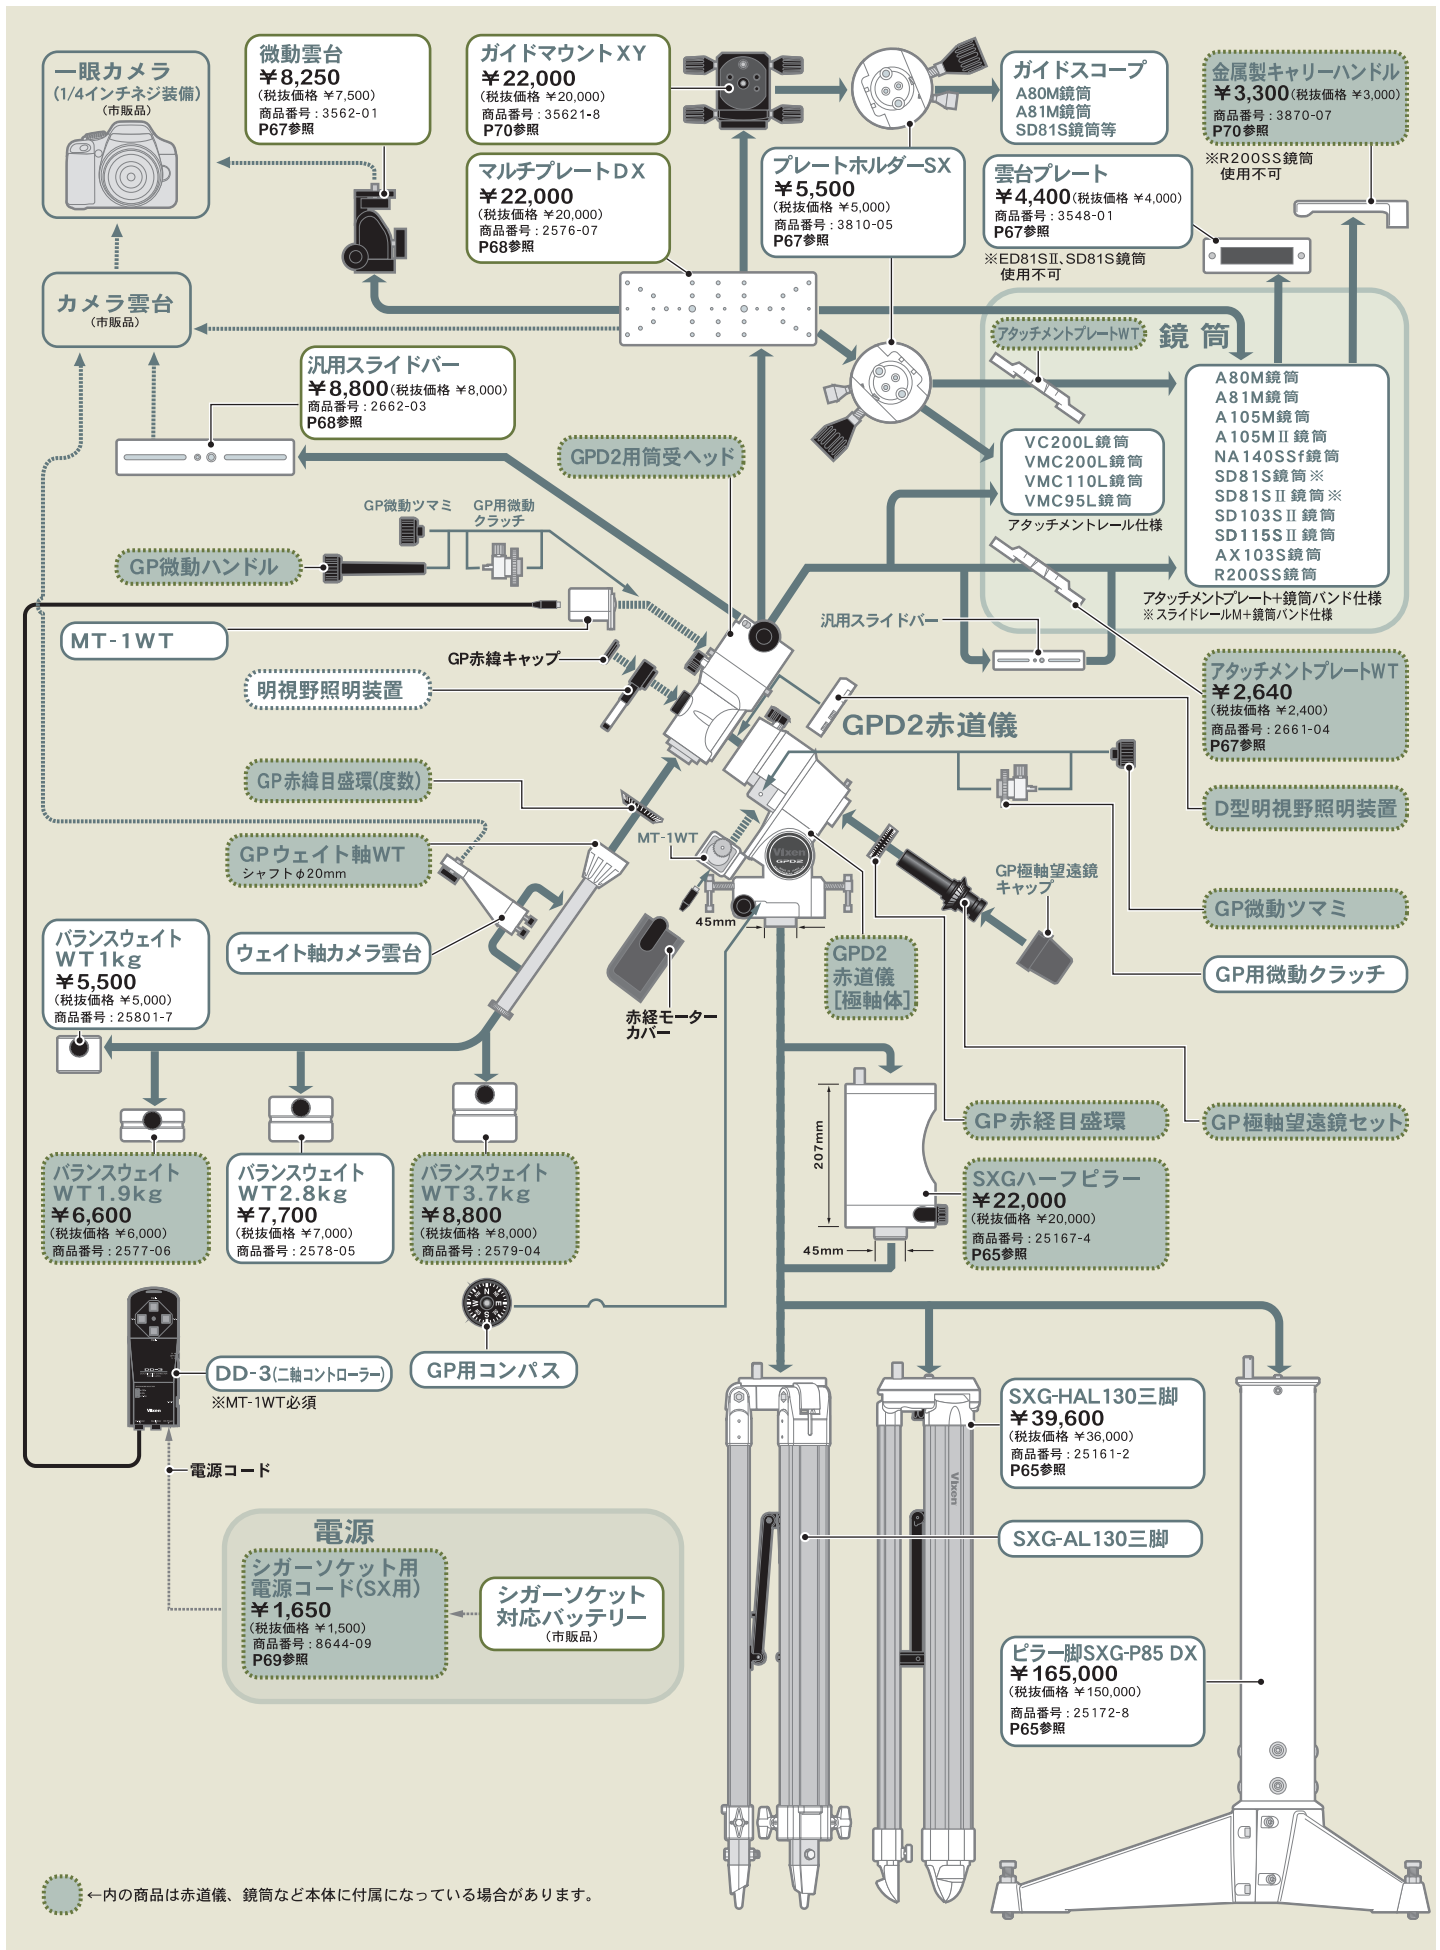 一眼カメラ
(1/4インチネジ装備)
(市販品)
微動雲台
¥8,250
(税抜価格 ¥7,500)
商品番号:3562-01
P67参照
ガイドマウントXY
¥22,000
(税抜価格 ¥20,000)
商品番号:35621-8
P70参照
マルチプレートDX
¥22,000
(税抜価格 ¥20,000)
商品番号:2576-07
P68参照
プレートホルダーSX
¥5,500
(税抜価格 ¥5,000)
商品番号:3810-05
P67参照
ガイドスコープ
A80M鏡筒
A81M鏡筒
SD81S鏡筒等
雲台プレート
¥4,400(税抜価格 ¥4,000)
商品番号:3548-01
P67参照
※ED81SⅡ、SD81S鏡筒
使用不可
金属製キャリーハンドル
¥3,300(税抜価格 ¥3,000)
商品番号:3870-07
P70参照
※R200SS鏡筒
使用不可
カメラ雲台
(市販品)
汎用スライドバー
¥8,800(税抜価格 ¥8,000)
商品番号:2662-03
P68参照
アタッチメントプレートWT
鏡筒
A80M鏡筒
A81M鏡筒
A105M鏡筒
A105MⅡ鏡筒
NA140SSf鏡筒
SD81S鏡筒※
SD81SⅡ鏡筒※
SD103SⅡ鏡筒
SD115SⅡ鏡筒
AX103S鏡筒
R200SS鏡筒
アタッチメントプレート+鏡筒バンド仕様
※スライドレールM+鏡筒バンド仕様
VC200L鏡筒
VMC200L鏡筒
VMC110L鏡筒
VMC95L鏡筒
アタッチメントレール仕様
GPD2用筒受ヘッド
GP微動ツマミ
GP用微動
クラッチ
GP微動ハンドル
MT-1WT
GP赤緯キャップ
明視野照明装置
汎用スライドバー
アタッチメントプレートWT
¥2,640
(税抜価格 ¥2,400)
商品番号:2661-04
P67参照
GPD2赤道儀
GP赤緯目盛環(度数)
D型明視野照明装置
MT-1WT
Vixen
GPD2
GPウェイト軸WT
シャフトφ20mm
GP極軸望遠鏡
キャップ
GP微動ツマミ
45mm
ウェイト軸カメラ雲台
GPD2
赤道儀
[極軸体]
GP用微動クラッチ
赤経モーター
カバー
バランスウェイト
WT1kg
¥5,500
(税抜価格 ¥5,000)
商品番号:25801-7
バランスウェイト
WT1.9kg
¥6,600
(税抜価格 ¥6,000)
商品番号:2577-06
バランスウェイト
WT2.8kg
¥7,700
(税抜価格 ¥7,000)
商品番号:2578-05
バランスウェイト
WT3.7kg
¥8,800
(税抜価格 ¥8,000)
商品番号:2579-04
207mm
45mm
GP赤経目盛環
GP極軸望遠鏡セット
SXGハーフピラー
¥22,000
(税抜価格 ¥20,000)
商品番号:25167-4
P65参照
N
E
S
W
GP用コンパス
DD-3
Vixen
DD-3(二軸コントローラー)
※MT-1WT必須
電源コード
SXG-HAL130三脚
¥39,600
(税抜価格 ¥36,000)
商品番号:25161-2
P65参照
Vixen
SXG-AL130三脚
電源
シガーソケット用
電源コード(SX用)
¥1,650
(税抜価格 ¥1,500)
商品番号:8644-09
P69参照
シガーソケット
対応バッテリー
(市販品)
ピラー脚SXG-P85 DX
¥165,000
(税抜価格 ¥150,000)
商品番号:25172-8
P65参照
←内の商品は赤道儀、鏡筒など本体に付属になっている場合があります。